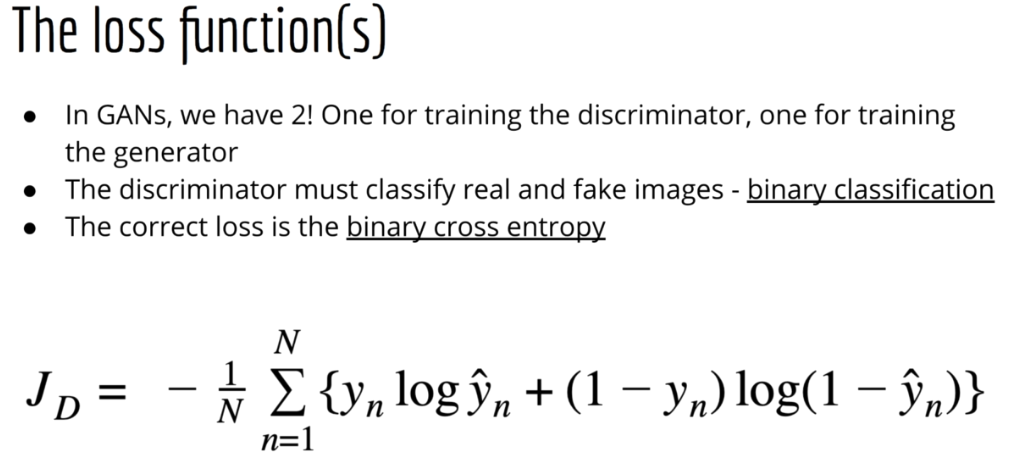 The loss function(s)
● In GANs, we have 2! One for training the discriminator, one for training
the generator
● The discriminator must classify real and fake images - binary classification
● The correct loss is the binary cross entropy
J_D = − 1/N ∑_{n=1}^{N} {y_n log ŷ_n + (1 − y_n) log(1 − ŷ_n)}